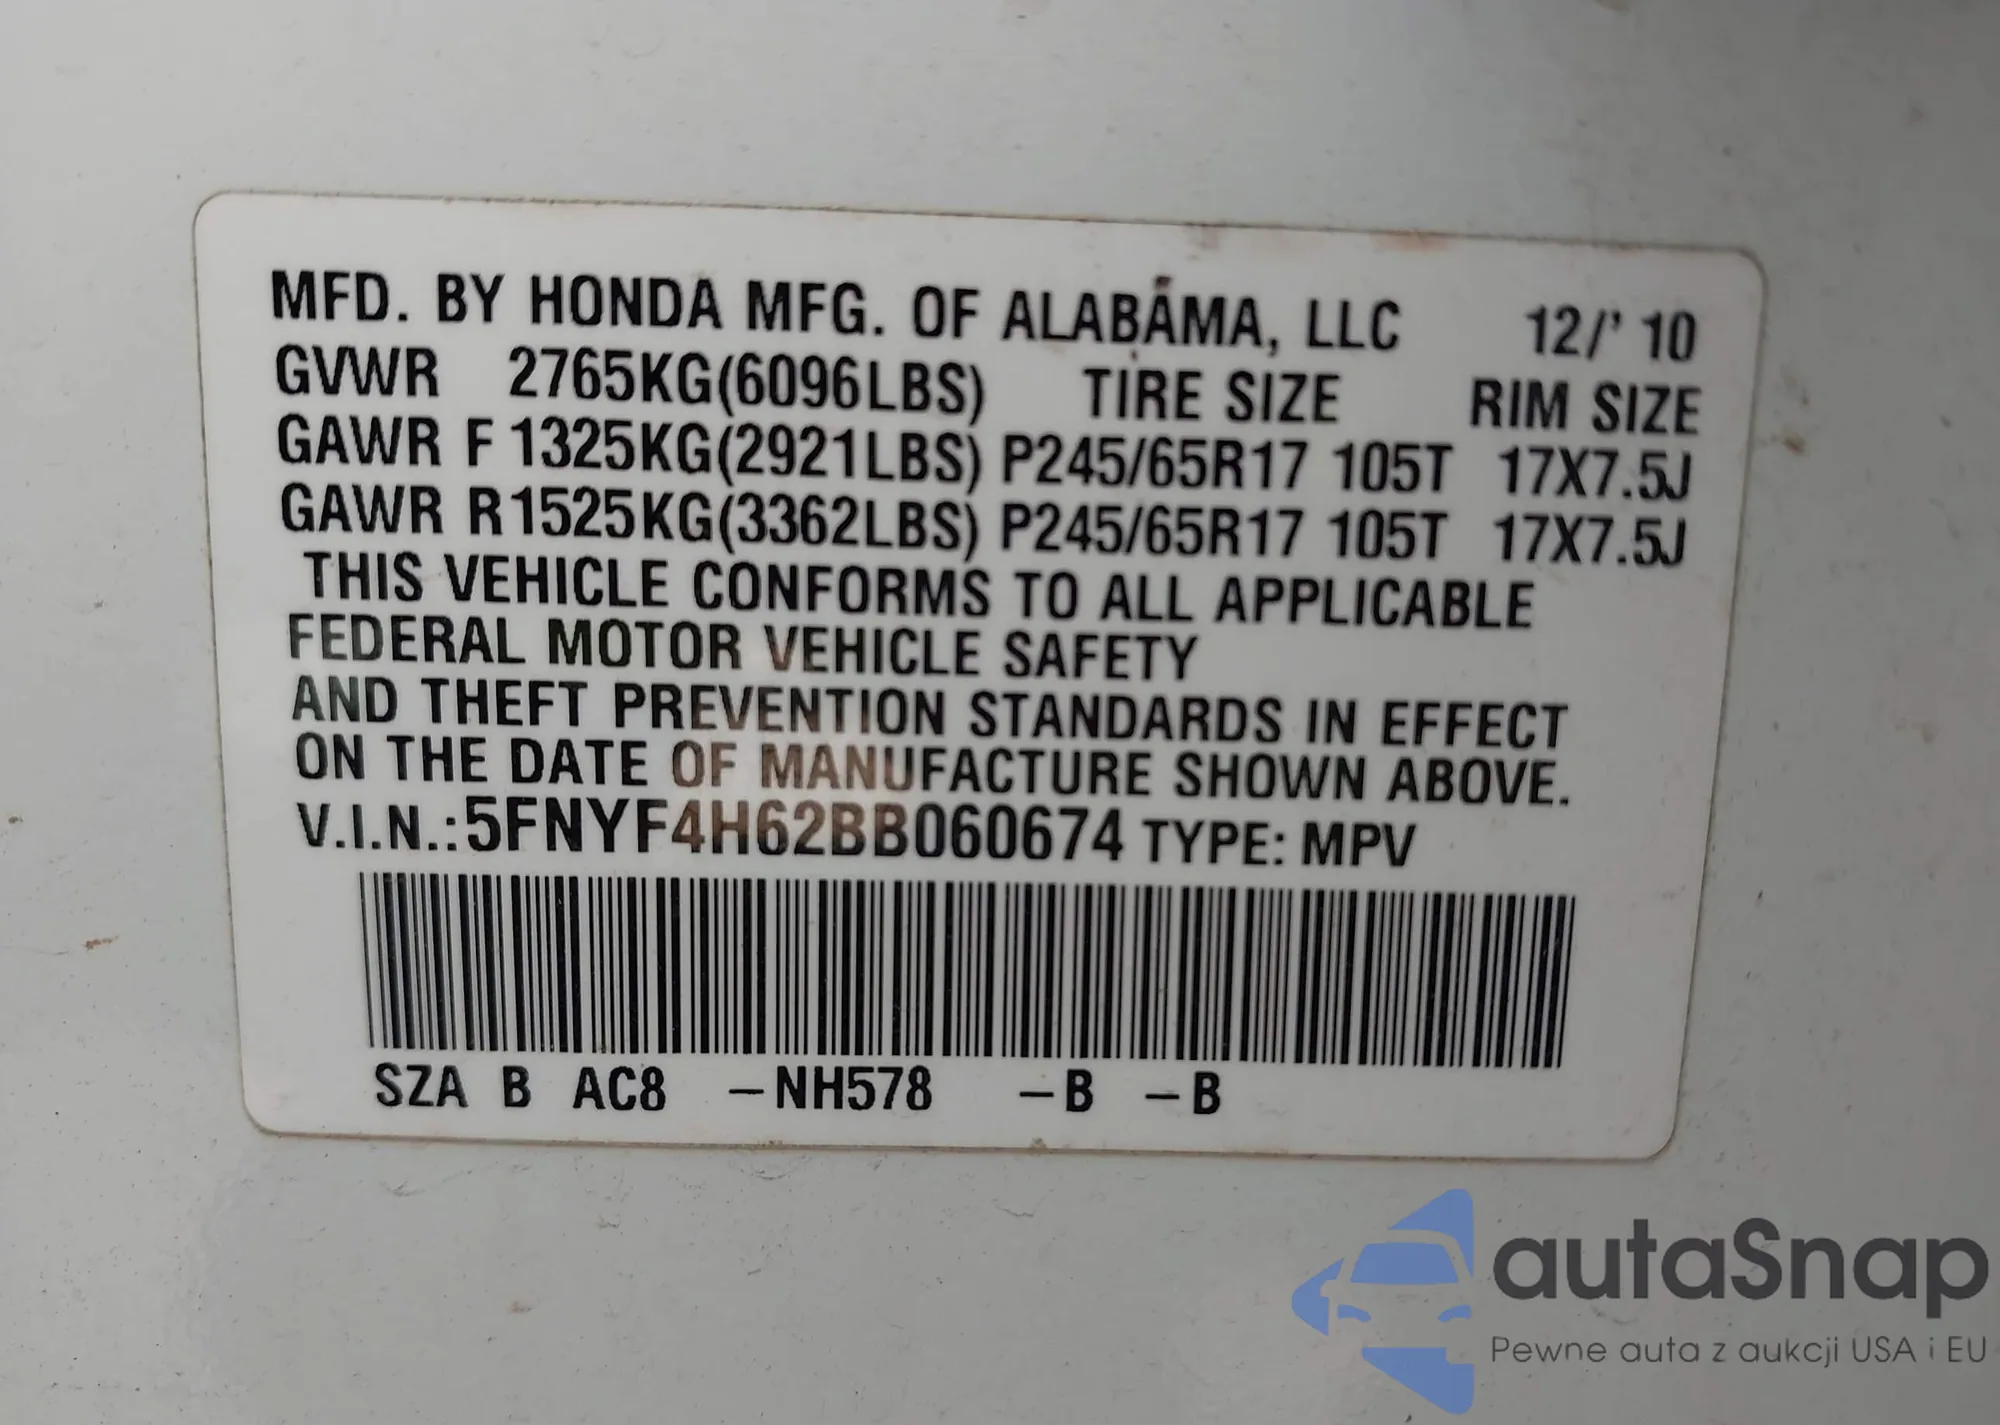 MFD. BY HONDA MFG. OF ALABAMA, LLC 12/' 10
GVWR 2765KG(6096LBS) TIRE SIZE RIM SIZE
GAWR F 1325KG(2921LBS) P245/65R17 105T 17X7.5J
GAWR R 1525KG(3362LBS) P245/65R17 105T 17X7.5J
THIS VEHICLE CONFORMS TO ALL APPLICABLE
FEDERAL MOTOR VEHICLE SAFETY
AND THEFT PREVENTION STANDARDS IN EFFECT
ON THE DATE OF MANUFACTURE SHOWN ABOVE.
V.I.N.:5FNYF4H62BB060674 TYPE: MPV
SZA B AC8 –NH578 –B –B
autaSnap
Pewne auta z aukcji USA i EU